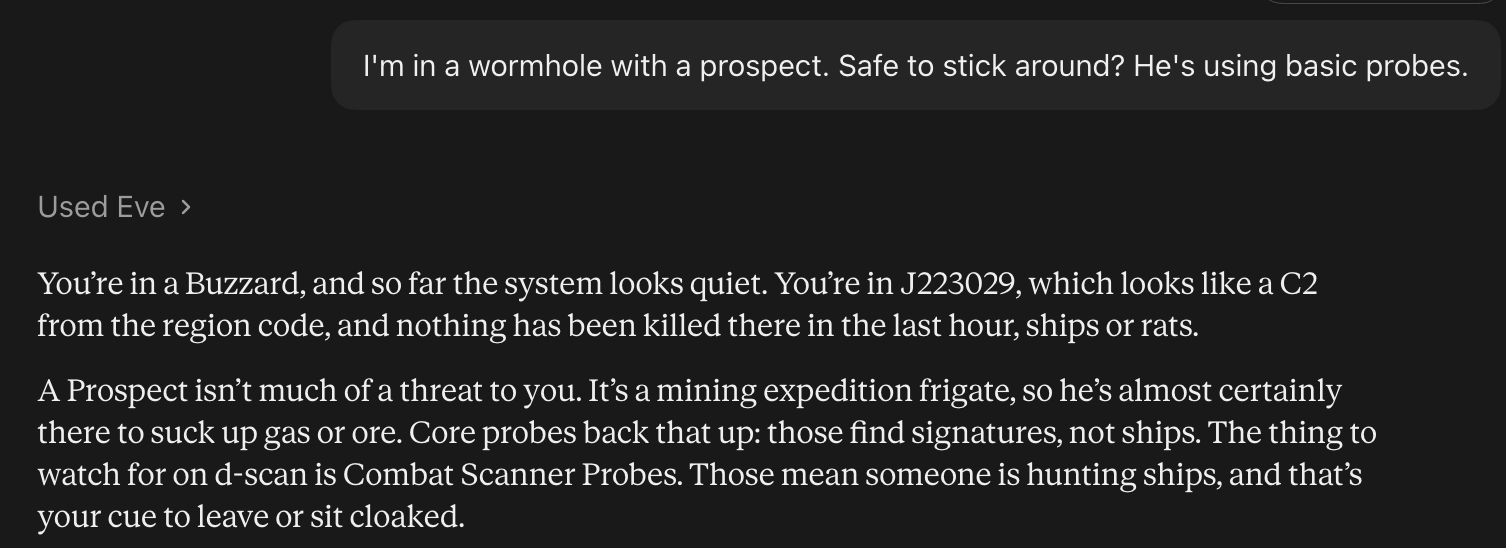 I'm in a wormhole with a prospect. Safe to stick around? He's using basic probes.
Used Eve >
You’re in a Buzzard, and so far the system looks quiet. You’re in J223029, which looks like a C2
from the region code, and nothing has been killed there in the last hour, ships or rats.
A Prospect isn’t much of a threat to you. It’s a mining expedition frigate, so he’s almost certainly
there to suck up gas or ore. Core probes back that up: those find signatures, not ships. The thing to
watch for on d-scan is Combat Scanner Probes. Those mean someone is hunting ships, and that’s
your cue to leave or sit cloaked.